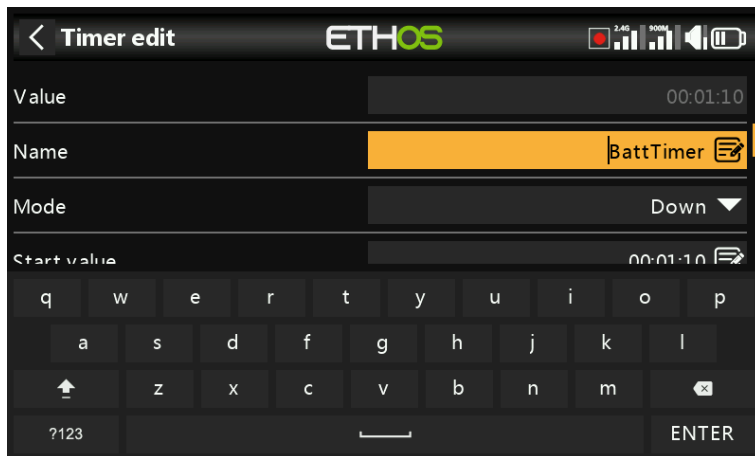 Timer edit ETHOS 2.4G 900M
Value 00:01:10
Name BattTimer
Mode Down
Start value 00:01:10
q w e r t y u i o p
a s d f g h j k l
z x c v b n m
?123 ENTER